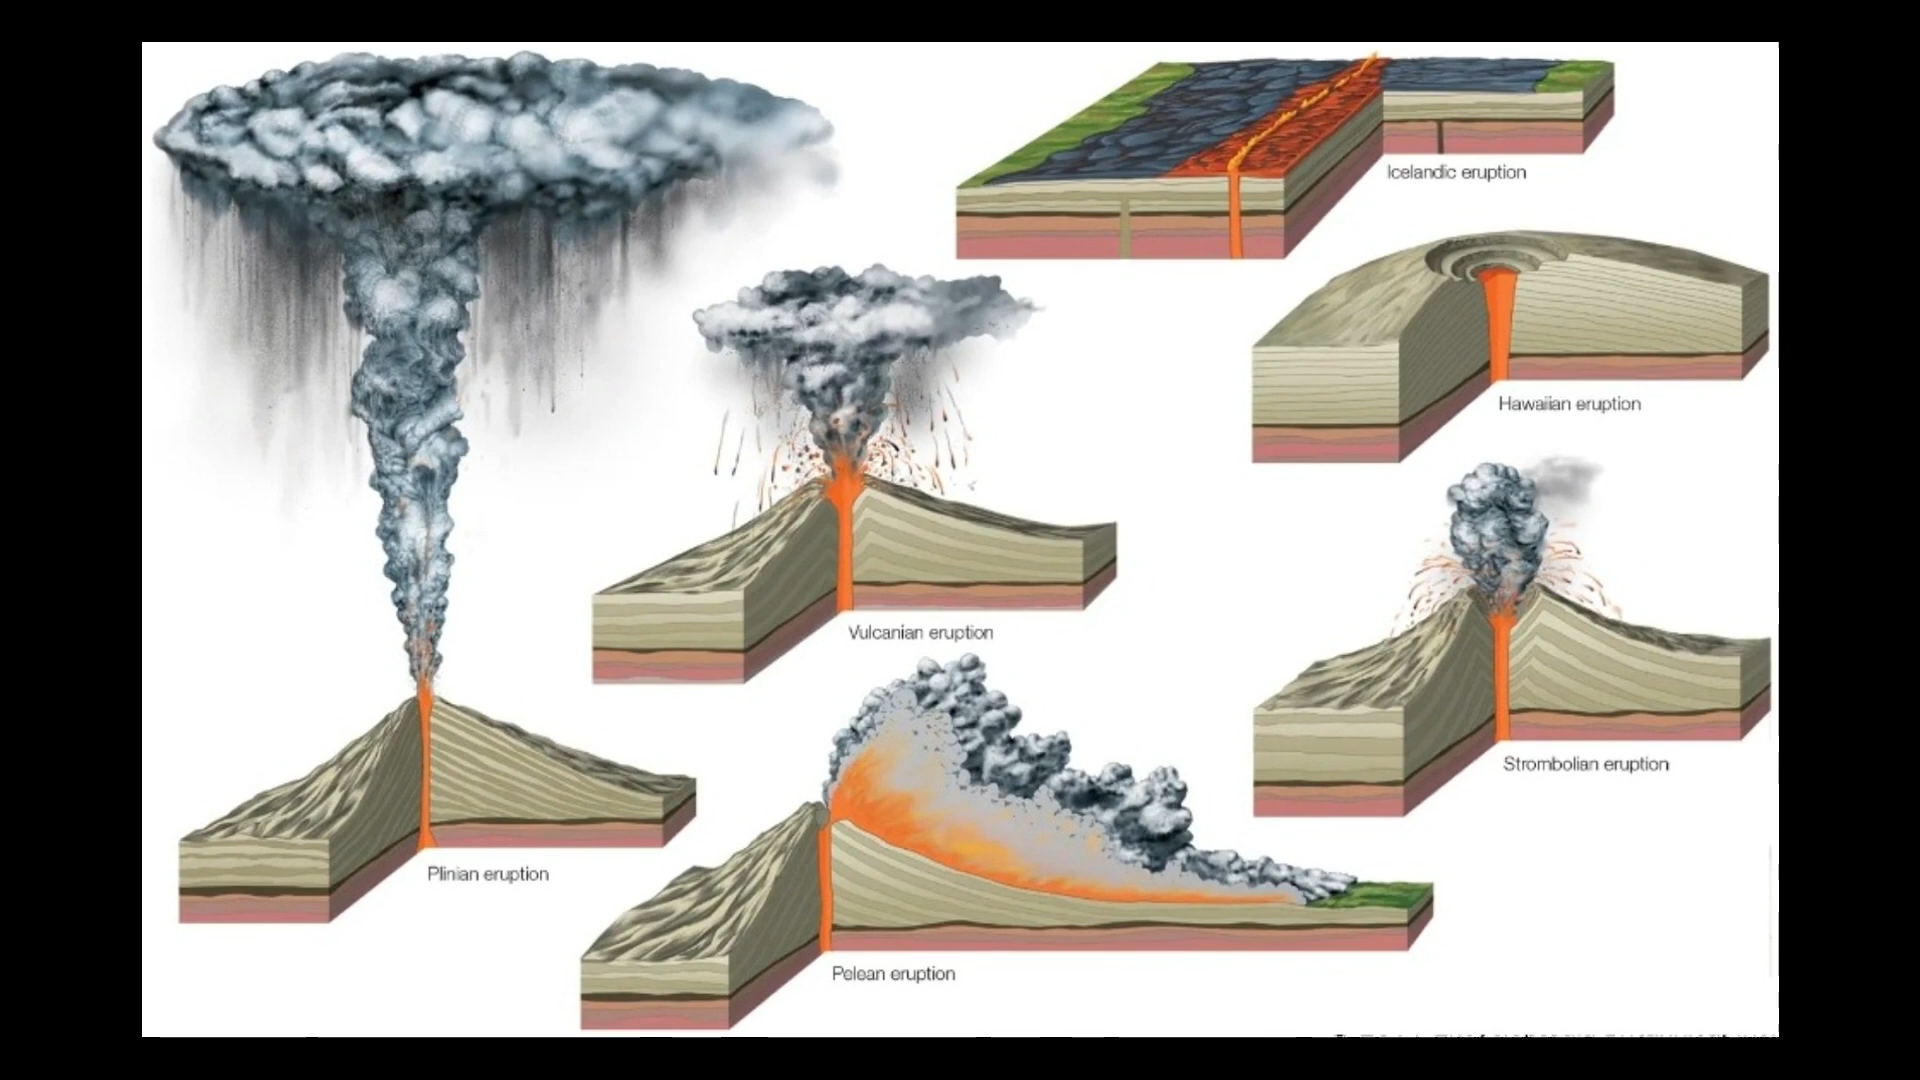 Icelandic eruption
Hawaiian eruption
Vulcanian eruption
Strombolian eruption
Plinian eruption
Pelean eruption